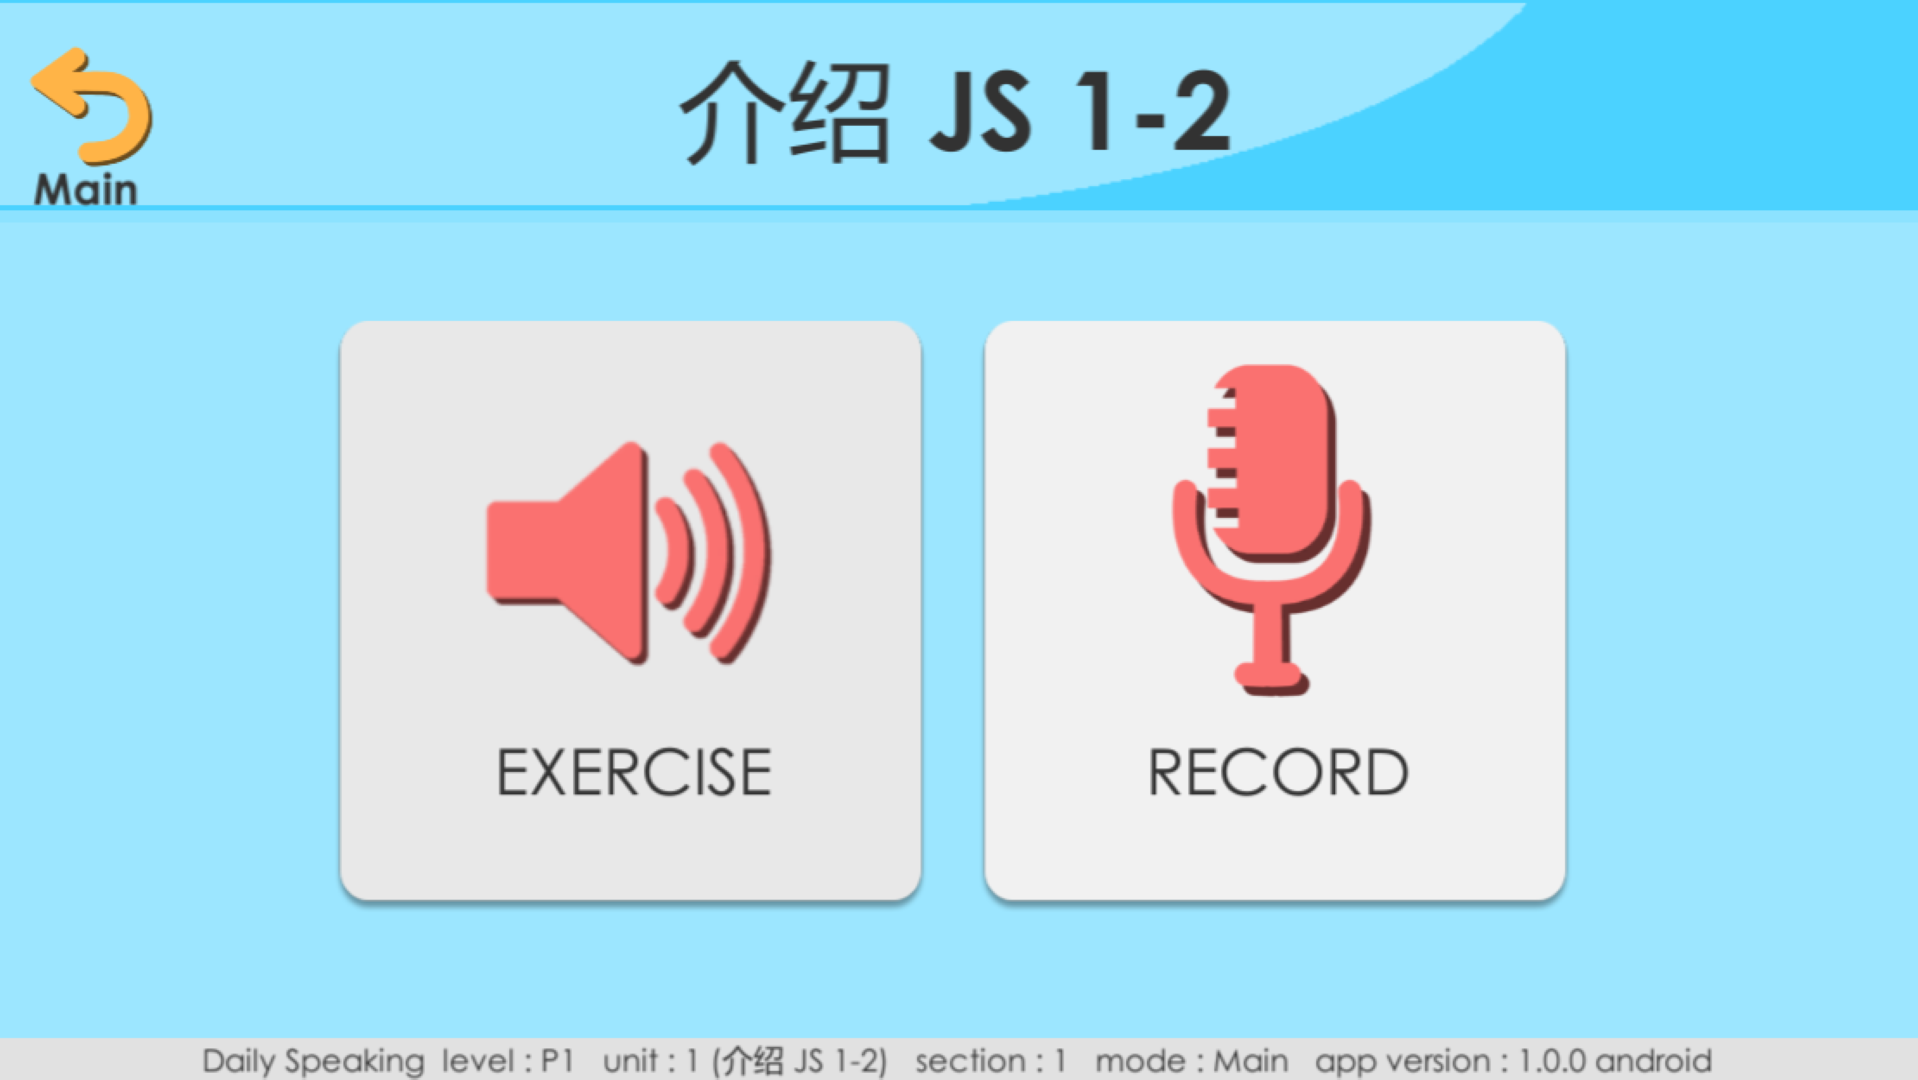 介绍 JS 1-2
Main
EXERCISE
RECORD
Daily Speaking level : P1 unit : 1 (介绍 JS 1-2) section : 1 mode : Main app version : 1.0.0 android